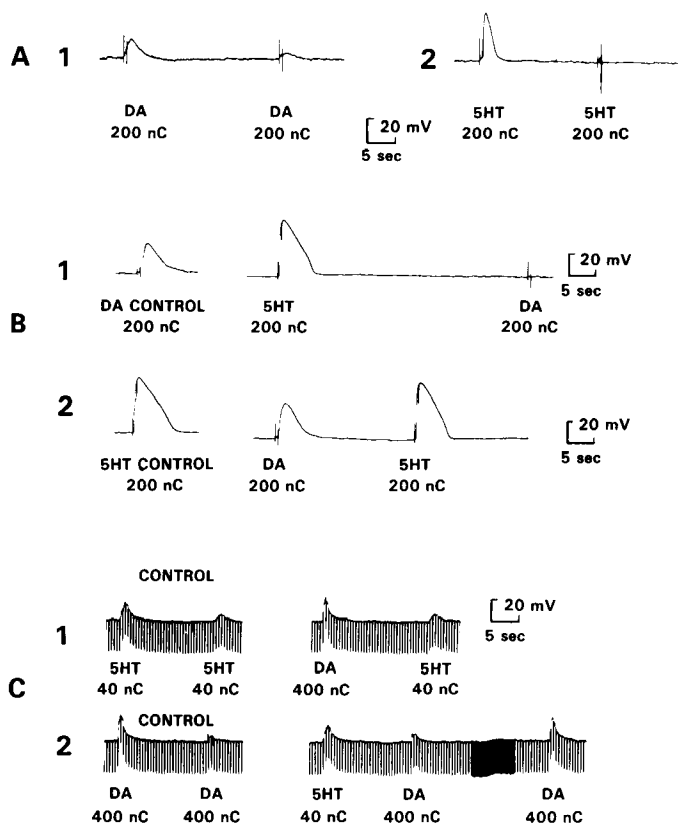 A 1 2
DA DA 5HT 5HT
200 nC 200 nC 20 mV 200 nC 200 nC
5 sec
1 20 mV
5 sec
DA CONTROL 5HT DA
200 nC 200 nC 200 nC
B
2 20 mV
5 sec
5HT CONTROL DA 5HT
200 nC 200 nC 200 nC
CONTROL
20 mV
1 5 sec
5HT 5HT DA 5HT
40 nC 40 nC 400 nC 40 nC
C
CONTROL
2
DA DA 5HT DA DA
400 nC 400 nC 40 nC 400 nC 400 nC